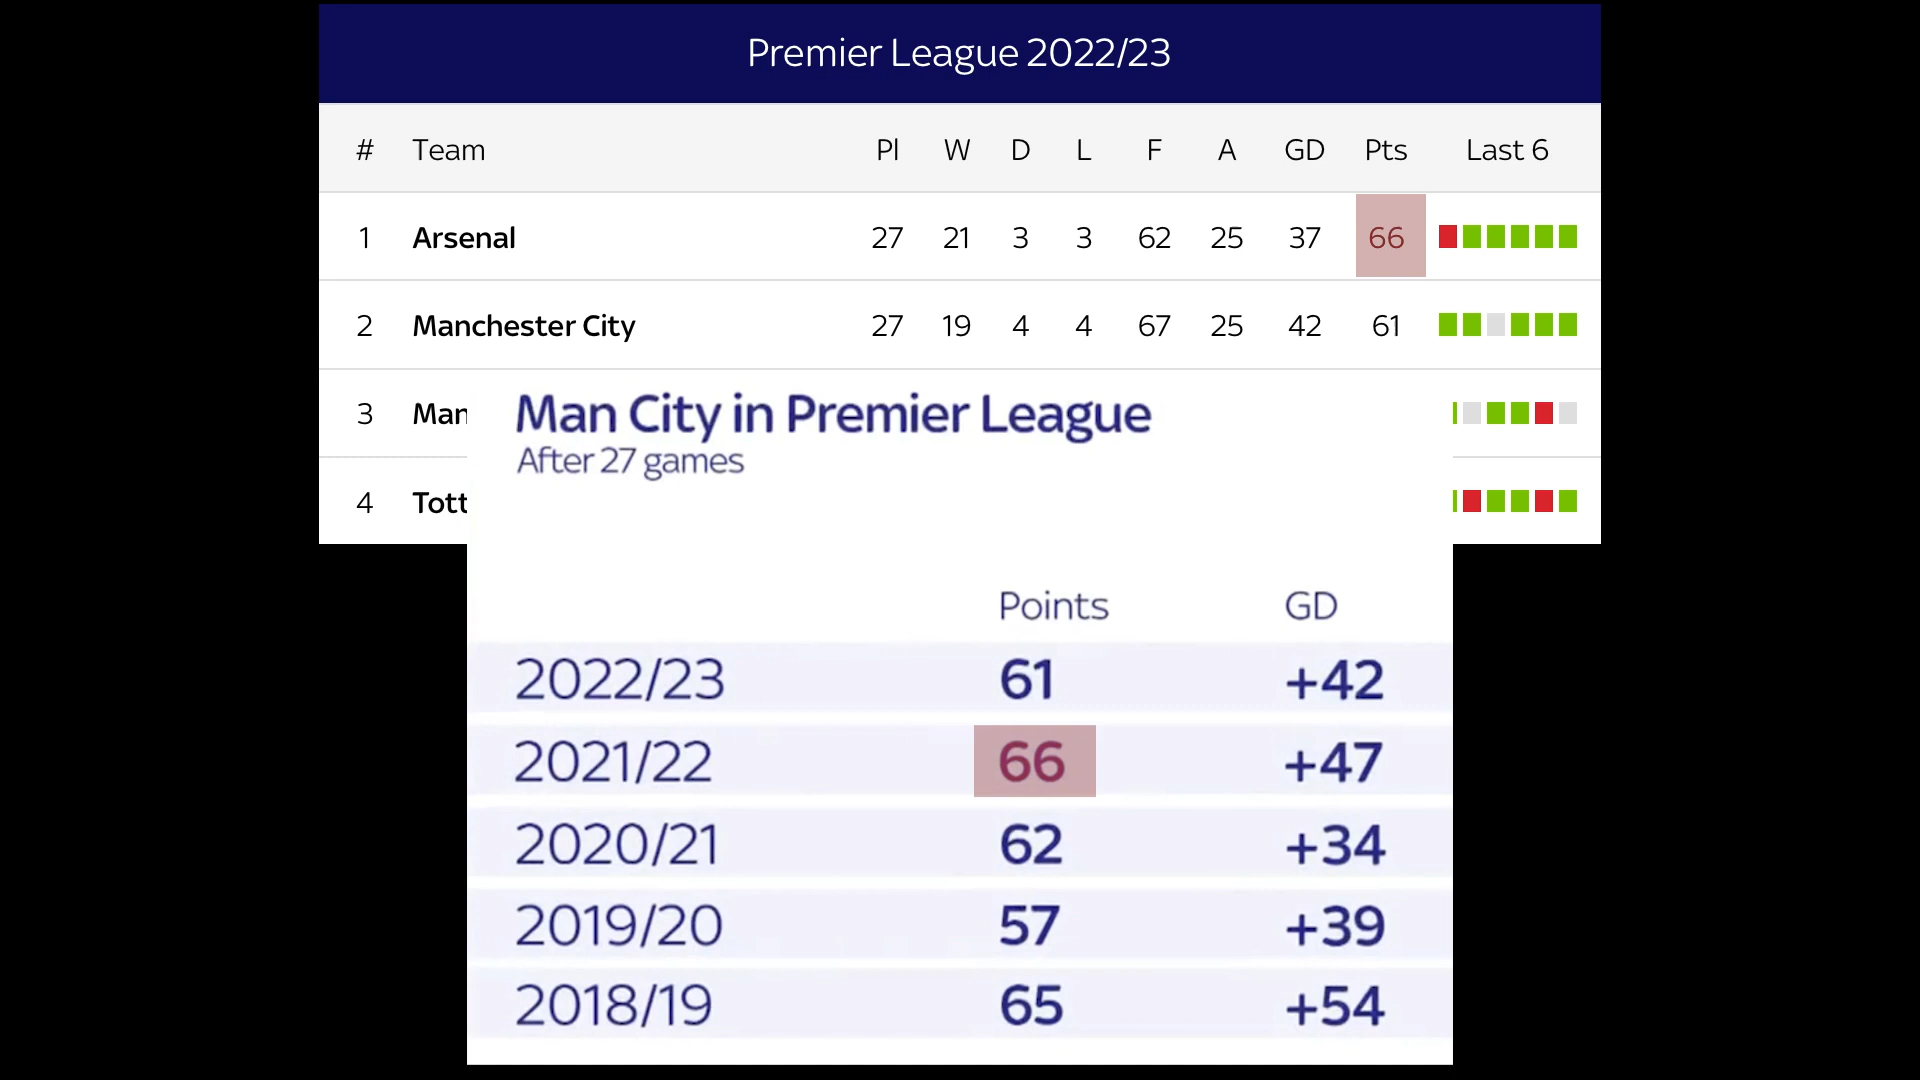 Premier League 2022/23
# Team Pl W D L F A GD Pts Last 6
1 Arsenal 27 21 3 3 62 25 37 66
2 Manchester City 27 19 4 4 67 25 42 61
3 Man
4 Tott
Man City in Premier League
After 27 games
Points GD
2022/23 61 +42
2021/22 66 +47
2020/21 62 +34
2019/20 57 +39
2018/19 65 +54